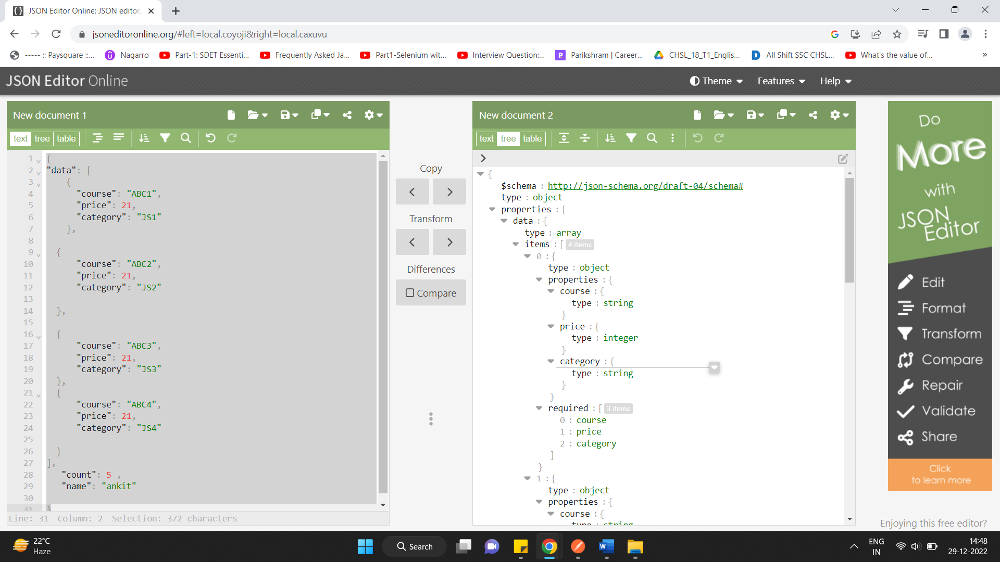 JSON Editor Online: JSON editor,
jsoneditoronline.org/#left=local.coyoji&right=local.caxuvu
----- :: Paysquare ::... Nagarro Part-1: SDET Essenti... Frequently Asked Ja... Part1-Selenium wit... Interview Question:... Parikshram | Career... CHSL_18_T1_Englis... All Shift SSC CHSL... What's the value of... »
JSON Editor Online
Theme Features Help
New document 1
text tree table
1 {
2 "data": [
3 {
4 "course": "ABC1",
5 "price": 21,
6 "category": "JS1"
7 },
8
9 {
10 "course": "ABC2",
11 "price": 21,
12 "category": "JS2"
13
14 },
15
16 {
17 "course": "ABC3",
18 "price": 21,
19 "category": "JS3"
20 },
21 {
22 "course": "ABC4",
23 "price": 21,
24 "category": "JS4"
25
26 }
27 ],
28 "count": 5 ,
29 "name": "ankit"
30
31 }
Line: 31 Column: 2 Selection: 372 characters
Copy
Transform
Differences
Compare
New document 2
text tree table
{
$schema : http://json-schema.org/draft-04/schema#
type : object
properties : {
data : {
type : array
items : [ 4 items
0 : {
type : object
properties : {
course : {
type : string
}
price : {
type : integer
}
category : {
type : string
}
}
required : [ 3 items
0 : course
1 : price
2 : category
]
}
1 : {
type : object
properties : {
course : {
type : string
Do
More
with
JSON
Editor
Edit
Format
Transform
Compare
Repair
Validate
Share
Click
to learn more
Enjoying this free editor?
22°C
Haze
Search
ENG
IN
14:48
29-12-2022